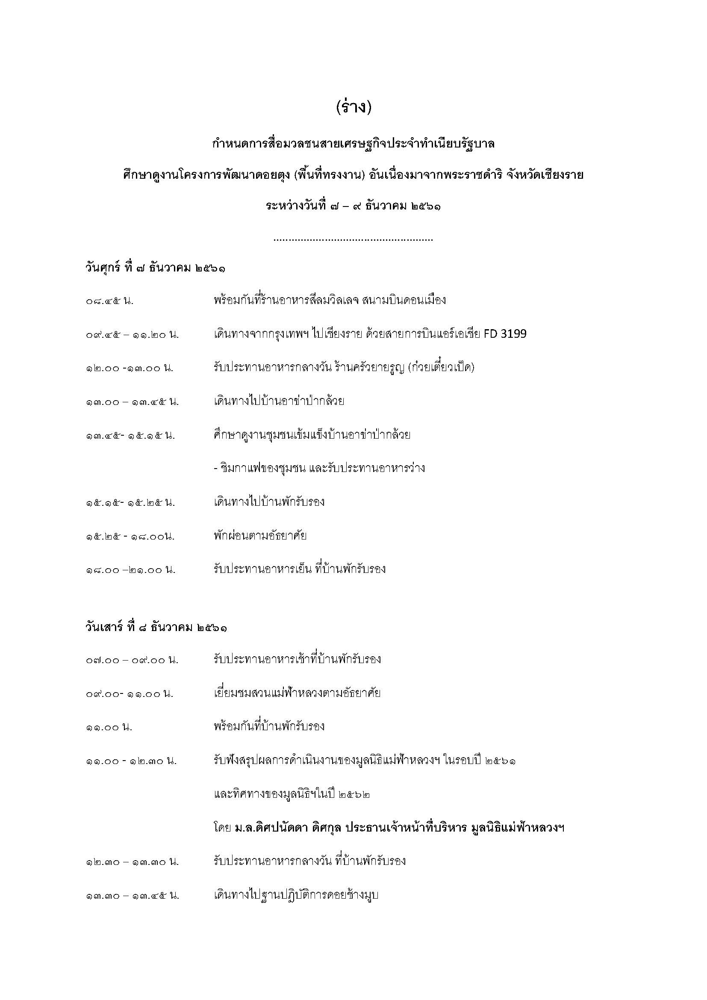 (ร่าง)
กำหนดการสื่อมวลชนสายเศรษฐกิจประจำทำเนียบรัฐบาล
ศึกษาดูงานโครงการพัฒนาดอยตุง (พื้นที่ทรงงาน) อันเนื่องมาจากพระราชดำริ จังหวัดเชียงราย
ระหว่างวันที่ ๗ – ๙ ธันวาคม ๒๕๖๑
.....................................................
วันศุกร์ ที่ ๗ ธันวาคม ๒๕๖๑
๐๘.๔๕ น. พร้อมกันที่ร้านอาหารสีลมวิลเลจ สนามบินดอนเมือง
๐๙.๔๕ – ๑๑.๒๐ น. เดินทางจากกรุงเทพฯ ไปเชียงราย ด้วยสายการบินแอร์เอเชีย FD 3199
๑๒.๐๐ -๑๓.๐๐ น. รับประทานอาหารกลางวัน ร้านครัวยายรูญ (ก๋วยเตี๋ยวเป็ด)
๑๓.๐๐ – ๑๓.๔๕ น. เดินทางไปบ้านอาข่าป่ากล้วย
๑๓.๔๕- ๑๕.๑๕ น. ศึกษาดูงานชุมชนเข้มแข็งบ้านอาข่าป่ากล้วย
- ชิมกาแฟของชุมชน และรับประทานอาหารว่าง
๑๕.๑๕- ๑๕.๒๕ น. เดินทางไปบ้านพักรับรอง
๑๕.๒๕ - ๑๘.๐๐น. พักผ่อนตามอัธยาศัย
๑๘.๐๐ –๒๑.๐๐ น. รับประทานอาหารเย็น ที่บ้านพักรับรอง
วันเสาร์ ที่ ๘ ธันวาคม ๒๕๖๑
๐๗.๐๐ – ๐๙.๐๐ น. รับประทานอาหารเช้าที่บ้านพักรับรอง
๐๙.๐๐- ๑๑.๐๐ น. เยี่ยมชมสวนแม่ฟ้าหลวงตามอัธยาศัย
๑๑.๐๐ น. พร้อมกันที่บ้านพักรับรอง
๑๑.๐๐ - ๑๒.๓๐ น. รับฟังสรุปผลการดำเนินงานของมูลนิธิแม่ฟ้าหลวงฯ ในรอบปี ๒๕๖๑
และทิศทางของมูลนิธิฯในปี ๒๕๖๒
โดย ม.ล.ดิศปนัดดา ดิศกุล ประธานเจ้าหน้าที่บริหาร มูลนิธิแม่ฟ้าหลวงฯ
๑๒.๓๐ – ๑๓.๓๐ น. รับประทานอาหารกลางวัน ที่บ้านพักรับรอง
๑๓.๓๐ – ๑๓.๔๕ น. เดินทางไปฐานปฏิบัติการดอยช้างมูบ